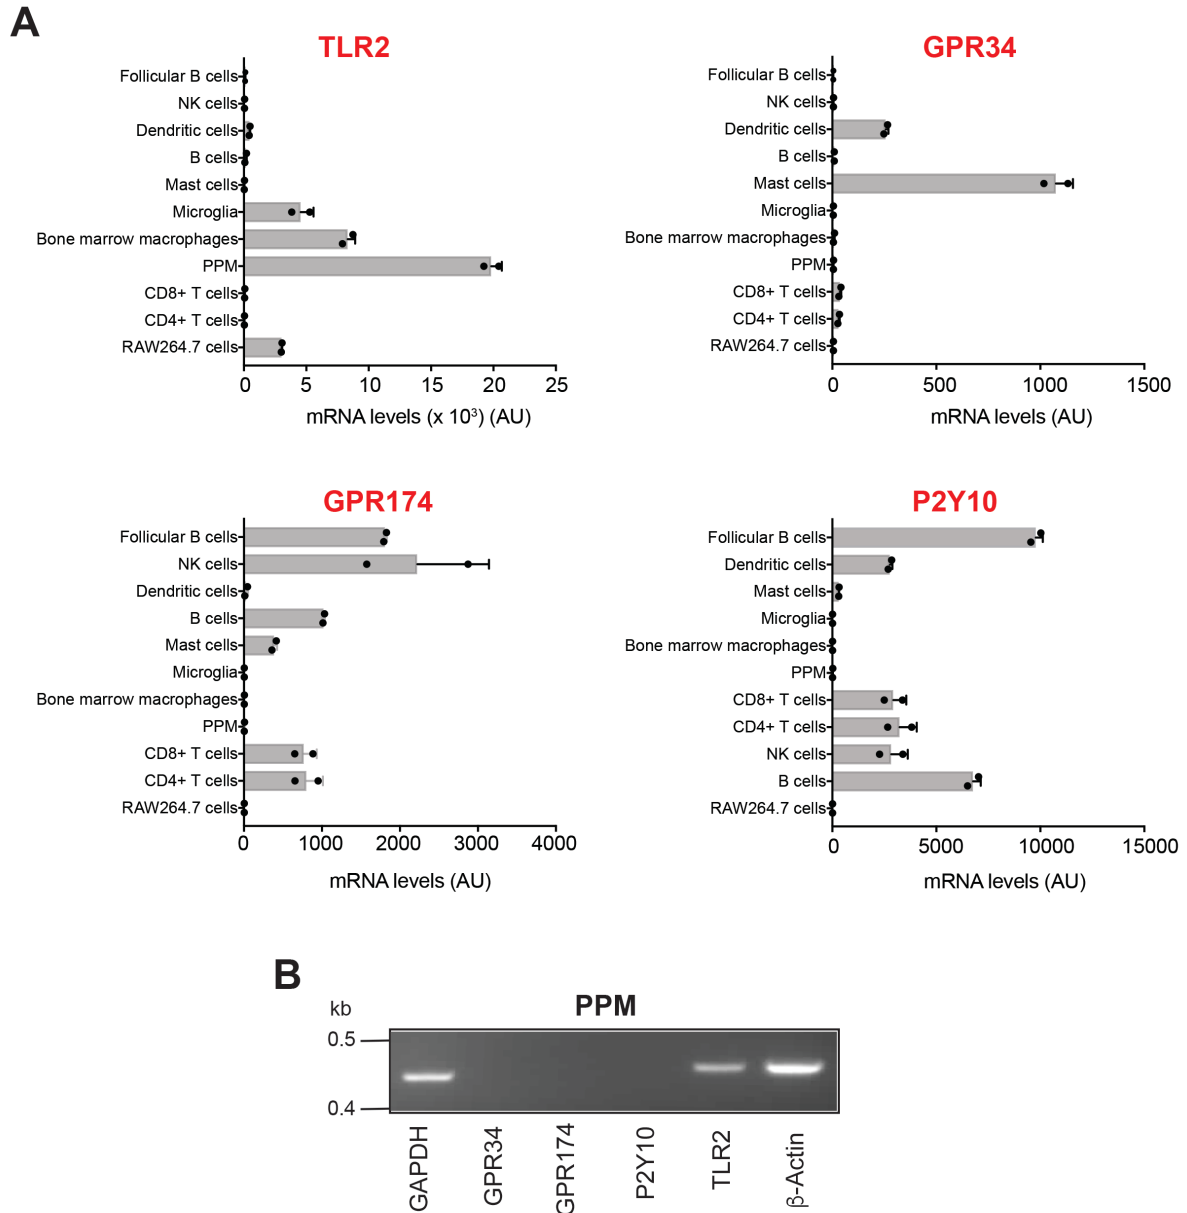 A
TLR2
Follicular B cells
NK cells
Dendritic cells
B cells
Mast cells
Microglia
Bone marrow macrophages
PPM
CD8+ T cells
CD4+ T cells
RAW264.7 cells
0 5 10 15 20 25
mRNA levels (x 10³) (AU)
GPR34
Follicular B cells
NK cells
Dendritic cells
B cells
Mast cells
Microglia
Bone marrow macrophages
PPM
CD8+ T cells
CD4+ T cells
RAW264.7 cells
0 500 1000 1500
mRNA levels (AU)
GPR174
Follicular B cells
NK cells
Dendritic cells
B cells
Mast cells
Microglia
Bone marrow macrophages
PPM
CD8+ T cells
CD4+ T cells
RAW264.7 cells
0 1000 2000 3000 4000
mRNA levels (AU)
P2Y10
Follicular B cells
Dendritic cells
Mast cells
Microglia
Bone marrow macrophages
PPM
CD8+ T cells
CD4+ T cells
NK cells
B cells
RAW264.7 cells
0 5000 10000 15000
mRNA levels (AU)
B
PPM
kb
0.5
0.4
GAPDH
GPR34
GPR174
P2Y10
TLR2
β-Actin